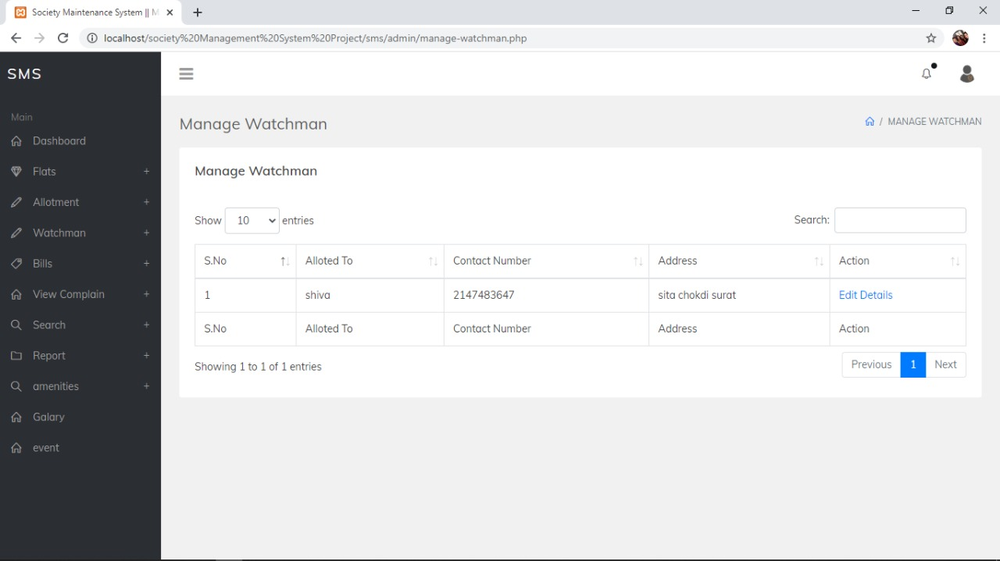 Society Maintenance System || M
localhost/society%20Management%20System%20Project/sms/admin/manage-watchman.php
SMS
Main
Dashboard
Flats +
Allotment +
Watchman +
Bills +
View Complain +
Search +
Report +
amenities +
Galary
event
Manage Watchman
/ MANAGE WATCHMAN
Manage Watchman
Show 10 entries
Search:
S.No Alloted To Contact Number Address Action
1 shiva 2147483647 sita chokdi surat Edit Details
S.No Alloted To Contact Number Address Action
Showing 1 to 1 of 1 entries
Previous 1 Next